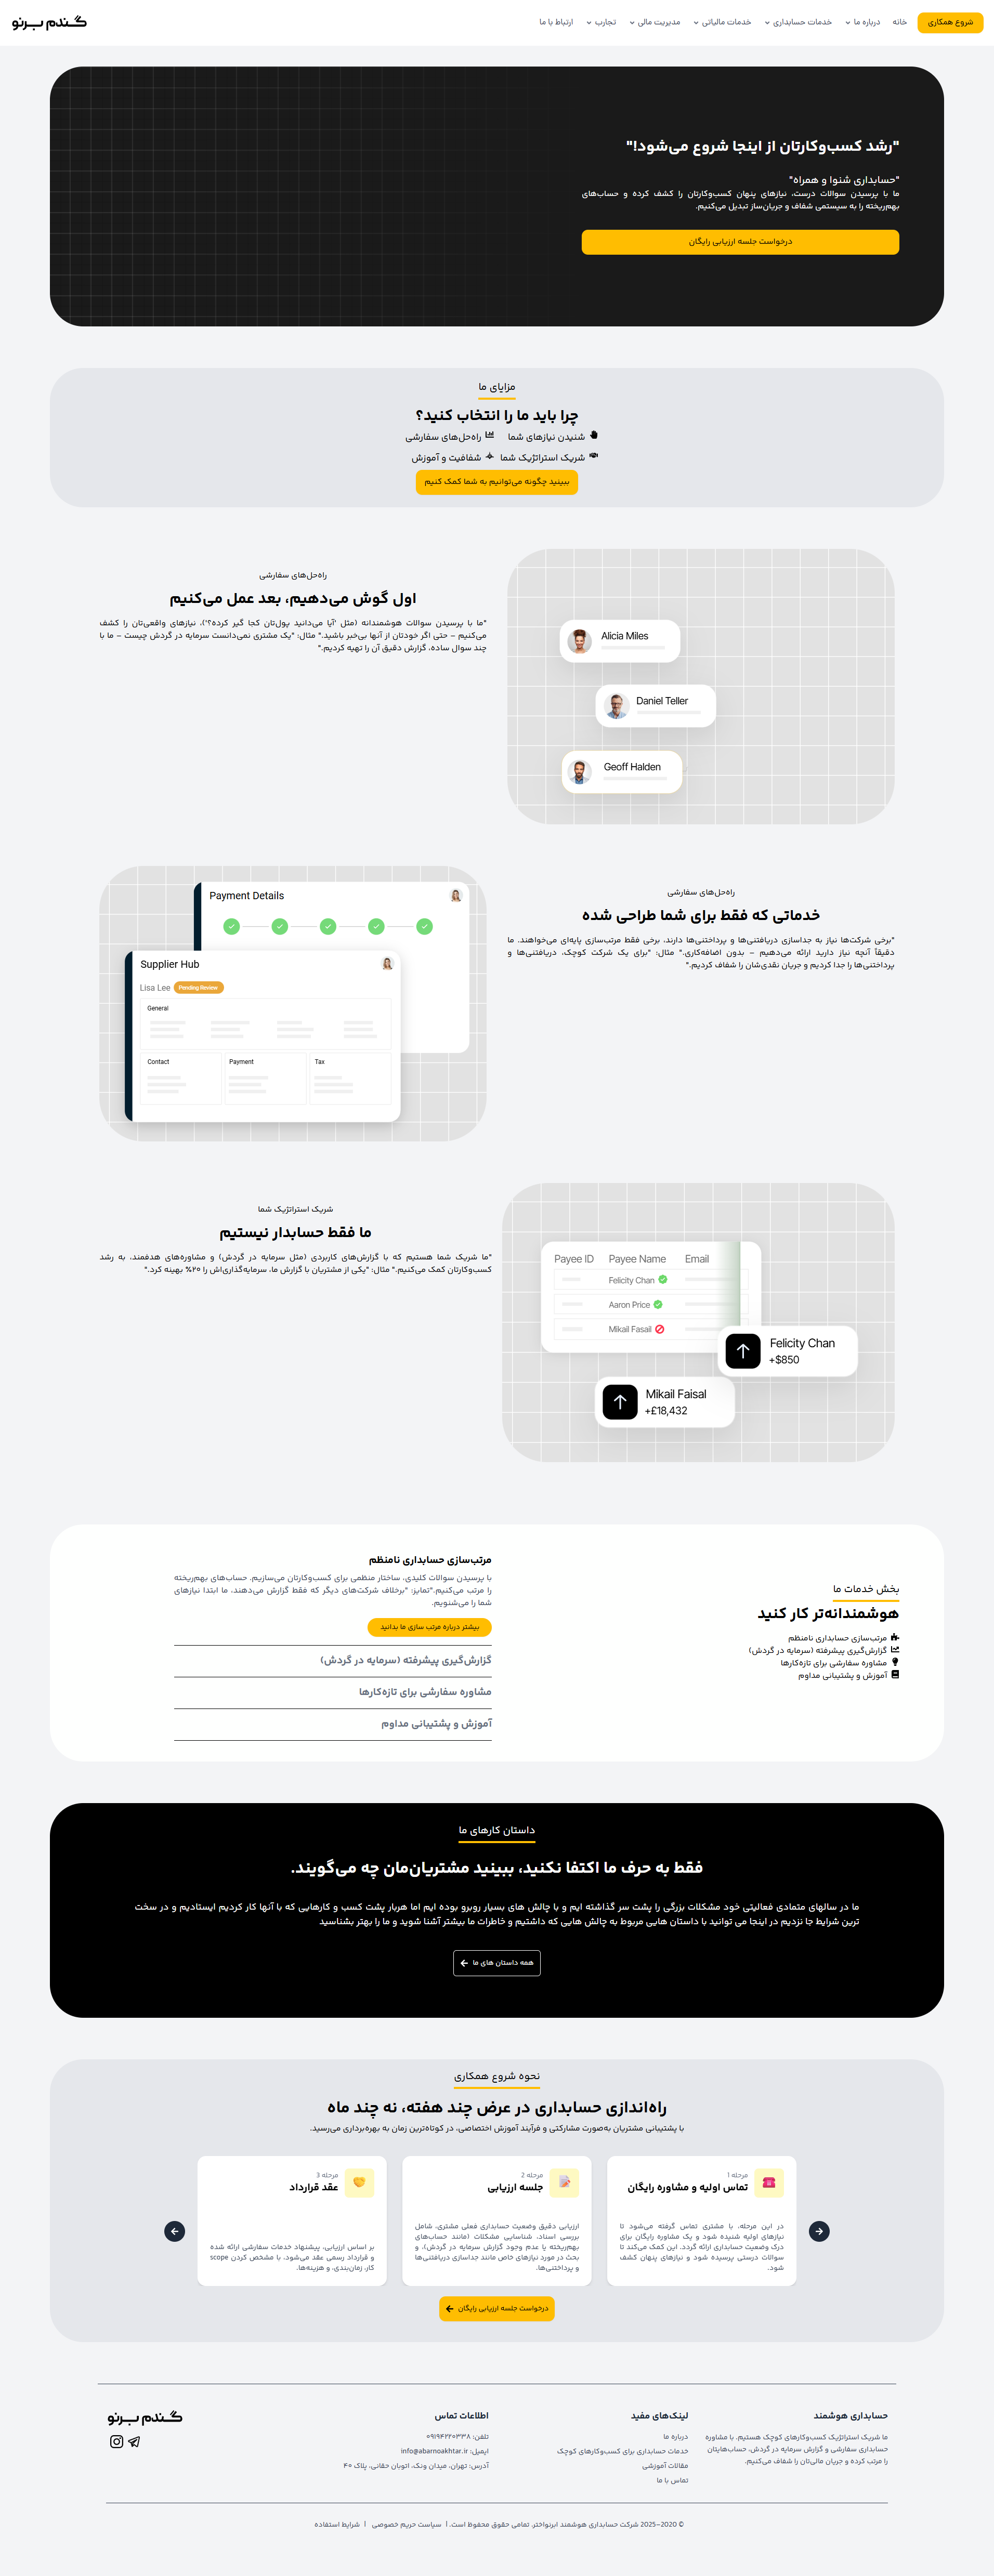 شروع همکاری
خانه
درباره ما
خدمات حسابداری
خدمات مالیاتی
مدیریت مالی
تجارب
ارتباط با ما
گندم برنو
"رشد کسب‌وکارتان از اینجا شروع می‌شود!"
"حسابداری شنوا و همراه"
ما با پرسیدن سوالات درست، نیازهای پنهان کسب‌وکارتان را کشف کرده و حساب‌های
بهم‌ریخته را به سیستمی شفاف و جریان‌ساز تبدیل می‌کنیم.
درخواست جلسه ارزیابی رایگان
مزایای ما
چرا باید ما را انتخاب کنید؟
شنیدن نیازهای شما
راه‌حل‌های سفارشی
شریک استراتژیک شما
شفافیت و آموزش
ببینید چگونه می‌توانیم به شما کمک کنیم
راه‌حل‌های سفارشی
اول گوش می‌دهیم، بعد عمل می‌کنیم
"ما با پرسیدن سوالات هوشمندانه (مثل 'آیا می‌دانید پول‌تان کجا گیر کرده؟')، نیازهای واقعی‌تان را کشف
می‌کنیم – حتی اگر خودتان از آنها بی‌خبر باشید." مثال: "یک مشتری نمی‌دانست سرمایه در گردش چیست – ما با
چند سوال ساده، گزارش دقیق آن را تهیه کردیم."
Alicia Miles
Daniel Teller
Geoff Halden
راه‌حل‌های سفارشی
خدماتی که فقط برای شما طراحی شده
"برخی شرکت‌ها نیاز به جداسازی دریافتنی‌ها و پرداختنی‌ها دارند، برخی فقط مرتب‌سازی پایه‌ای می‌خواهند. ما
دقیقاً آنچه نیاز دارید ارائه می‌دهیم – بدون اضافه‌کاری." مثال: "برای یک شرکت کوچک، دریافتنی‌ها و
پرداختنی‌ها را جدا کردیم و جریان نقدی‌شان را شفاف کردیم."
Payment Details
Supplier Hub
Lisa Lee
Pending Review
General
Contact
Payment
Tax
شریک استراتژیک شما
ما فقط حسابدار نیستیم
"ما شریک شما هستیم که با گزارش‌های کاربردی (مثل سرمایه در گردش) و مشاوره‌های هدفمند، به رشد
کسب‌وکارتان کمک می‌کنیم." مثال: "یکی از مشتریان با گزارش ما، سرمایه‌گذاری‌اش را ۲۰٪ بهینه کرد."
Payee ID
Payee Name
Email
Felicity Chan
Aaron Price
Mikail Fasail
Felicity Chan
+$850
Mikail Faisal
+£18,432
بخش خدمات ما
هوشمندانه‌تر کار کنید
مرتب‌سازی حسابداری نامنظم
گزارش‌گیری پیشرفته (سرمایه در گردش)
مشاوره سفارشی برای تازه‌کارها
آموزش و پشتیبانی مداوم
مرتب‌سازی حسابداری نامنظم
با پرسیدن سوالات کلیدی، ساختار منظمی برای کسب‌وکارتان می‌سازیم. حساب‌های بهم‌ریخته
را مرتب می‌کنیم."تمایز: "برخلاف شرکت‌های دیگر که فقط گزارش می‌دهند، ما ابتدا نیازهای
شما را می‌شنویم.
بیشتر درباره مرتب سازی ما بدانید
گزارش‌گیری پیشرفته (سرمایه در گردش)
مشاوره سفارشی برای تازه‌کارها
آموزش و پشتیبانی مداوم
داستان کارهای ما
فقط به حرف ما اکتفا نکنید، ببینید مشتریان‌مان چه می‌گویند.
ما در سالهای متمادی فعالیتی خود مشکلات بزرگی را پشت سر گذاشته ایم و با چالش های بسیار روبرو بوده ایم اما هربار پشت کسب و کارهایی که با آنها کار کردیم ایستادیم و در سخت
ترین شرایط جا نزدیم در اینجا می توانید با داستان هایی مربوط به چالش هایی که داشتیم و خاطرات ما بیشتر آشنا شوید و ما را بهتر بشناسید
همه داستان های ما
نحوه شروع همکاری
راه‌اندازی حسابداری در عرض چند هفته، نه چند ماه
با پشتیبانی مشتریان به‌صورت مشارکتی و فرآیند آموزش اختصاصی، در کوتاه‌ترین زمان به بهره‌برداری می‌رسید.
مرحله 1
تماس اولیه و مشاوره رایگان
در این مرحله، با مشتری تماس گرفته می‌شود تا
نیازهای اولیه شنیده شود و یک مشاوره رایگان برای
درک وضعیت حسابداری ارائه گردد. این کمک می‌کند تا
سوالات درستی پرسیده شود و نیازهای پنهان کشف
شود.
مرحله 2
جلسه ارزیابی
ارزیابی دقیق وضعیت حسابداری فعلی مشتری، شامل
بررسی اسناد، شناسایی مشکلات (مانند حساب‌های
بهم‌ریخته یا عدم وجود گزارش سرمایه در گردش)، و
بحث در مورد نیازهای خاص مانند جداسازی دریافتنی‌ها
و پرداختنی‌ها.
مرحله 3
عقد قرارداد
بر اساس ارزیابی، پیشنهاد خدمات سفارشی ارائه شده
و قرارداد رسمی عقد می‌شود، با مشخص کردن scope
کار، زمان‌بندی، و هزینه‌ها.
درخواست جلسه ارزیابی رایگان
حسابداری هوشمند
ما شریک استراتژیک کسب‌وکارهای کوچک هستیم. با مشاوره
حسابداری سفارشی و گزارش سرمایه در گردش، حساب‌هایتان
را مرتب کرده و جریان مالی‌تان را شفاف می‌کنیم.
لینک‌های مفید
درباره ما
خدمات حسابداری برای کسب‌وکارهای کوچک
مقالات آموزشی
تماس با ما
اطلاعات تماس
تلفن: ۰۹۱۹۴۲۲۰۳۳۸
ایمیل: info@abarnoakhtar.ir
آدرس: تهران، میدان ونک، اتوبان حقانی، پلاک ۴۰
گندم برنو
© 2020-2025 شرکت حسابداری هوشمند ابرنواختر. تمامی حقوق محفوظ است. | سیاست حریم خصوصی | شرایط استفاده